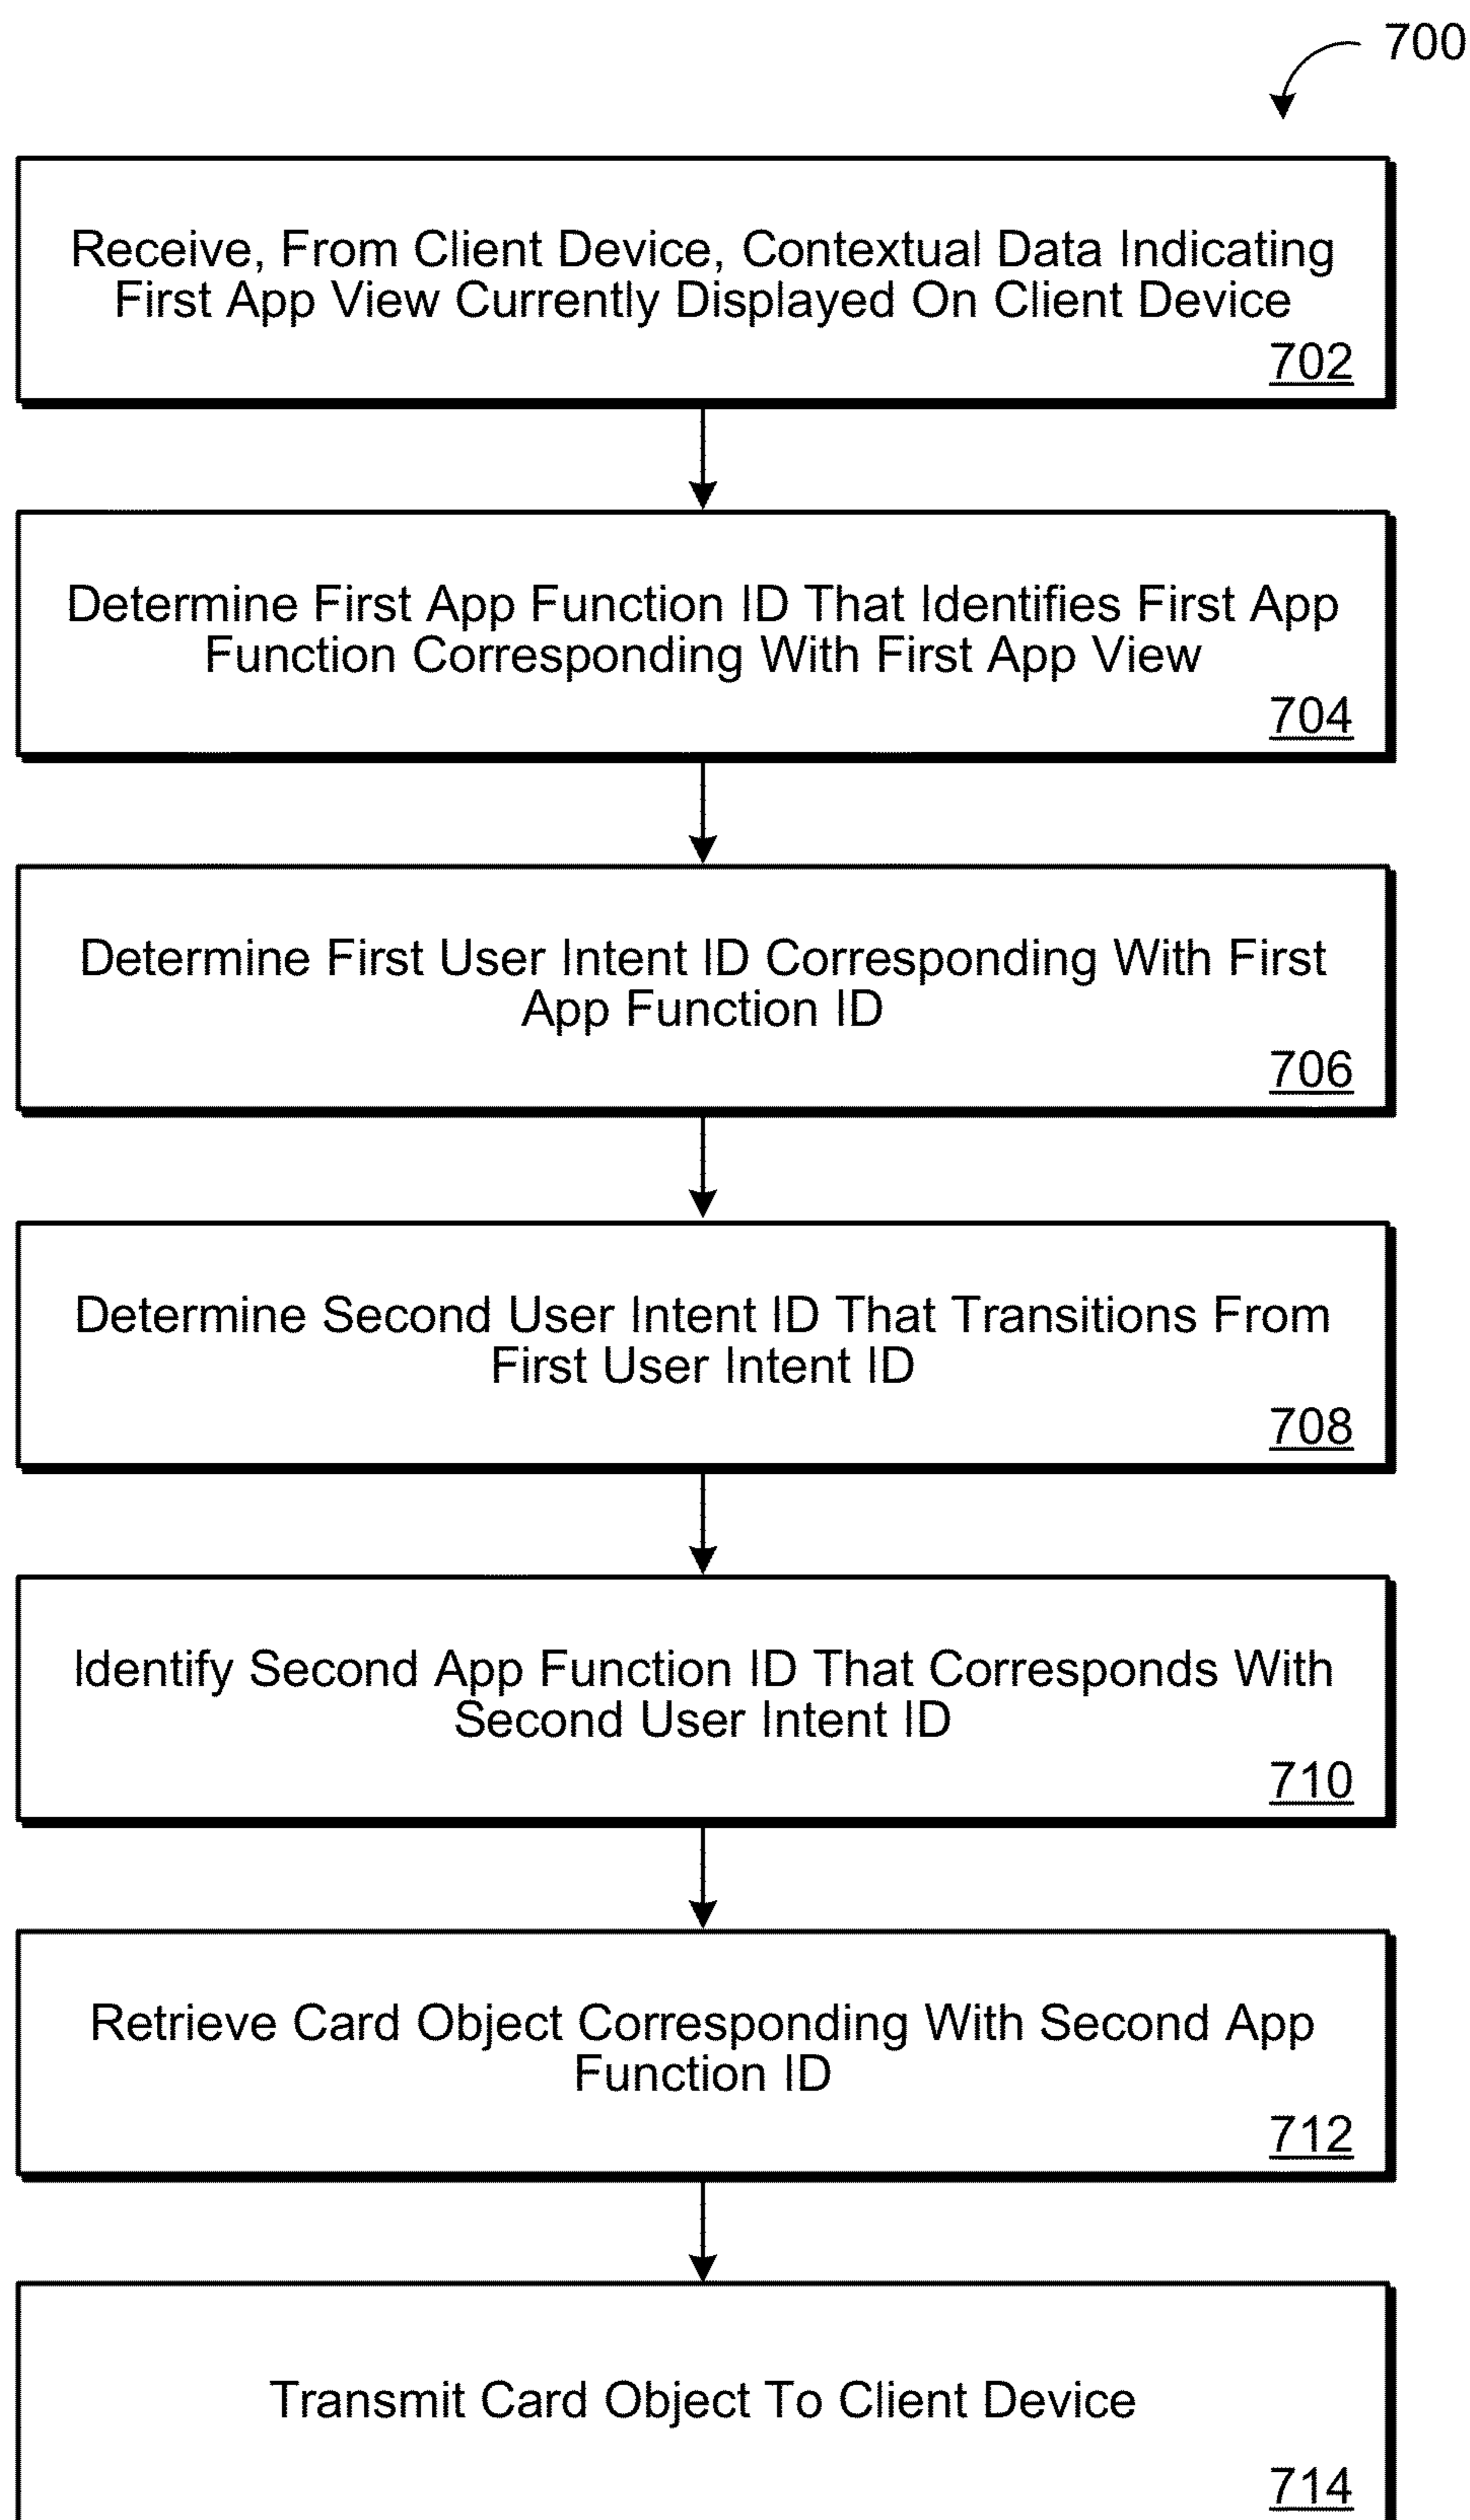 700
Receive, From Client Device, Contextual Data Indicating
First App View Currently Displayed On Client Device
702
Determine First App Function ID That Identifies First App
Function Corresponding With First App View
704
Determine First User Intent ID Corresponding With First
App Function ID
706
Determine Second User Intent ID That Transitions From
First User Intent ID
708
Identify Second App Function ID That Corresponds With
Second User Intent ID
710
Retrieve Card Object Corresponding With Second App
Function ID
712
Transmit Card Object To Client Device
714